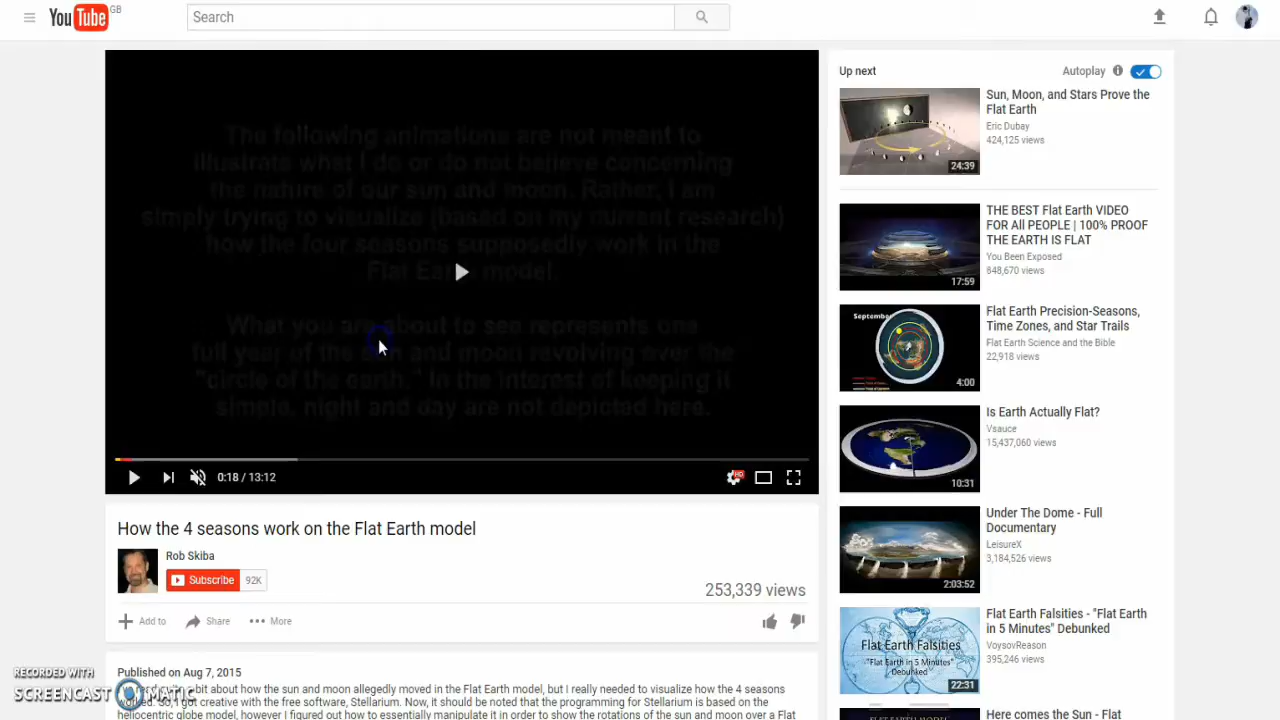 YouTube GB
Search
The following animations are not meant to
illustrate what I do or do not believe concerning
the nature of our sun and moon. Rather, I am
simply trying to visualize (based on my current research)
how the four seasons supposedly work in the
Flat Earth model.
What you are about to see represents one
full year of the sun and moon revolving over the
"circle of the earth." In the interest of keeping it
simple, night and day are not depicted here.
0:18 / 13:12
HD
How the 4 seasons work on the Flat Earth model
Rob Skiba
Subscribe 92K
253,339 views
Add to Share More
Published on Aug 7, 2015
bit about how the sun and moon allegedly moved in the Flat Earth model, but I really needed to visualize how the 4 seasons
worked. So, I got creative with the free software, Stellarium. Now, it should be noted that the programming for Stellarium is based on the
heliocentric globe model, however I figured out how to essentially manipulate it in order to show the rotations of the sun and moon over a Flat
RECORDED WITH
SCREENCAST MATIC
Up next
Autoplay
Sun, Moon, and Stars Prove the
Flat Earth
Eric Dubay
424,125 views
24:39
THE BEST Flat Earth VIDEO
FOR All PEOPLE | 100% PROOF
THE EARTH IS FLAT
You Been Exposed
848,670 views
17:59
September
Flat Earth Precision-Seasons,
Time Zones, and Star Trails
Flat Earth Science and the Bible
22,918 views
4:00
Is Earth Actually Flat?
Vsauce
15,437,060 views
10:31
Under The Dome - Full
Documentary
LeisureX
3,184,526 views
2:03:52
Flat Earth Falsities
"Flat Earth in 5 Minutes"
Debunked
Flat Earth Falsities - "Flat Earth
in 5 Minutes" Debunked
VoysovReason
395,246 views
22:31
FLAT EARTH MODEL
Here comes the Sun - Flat